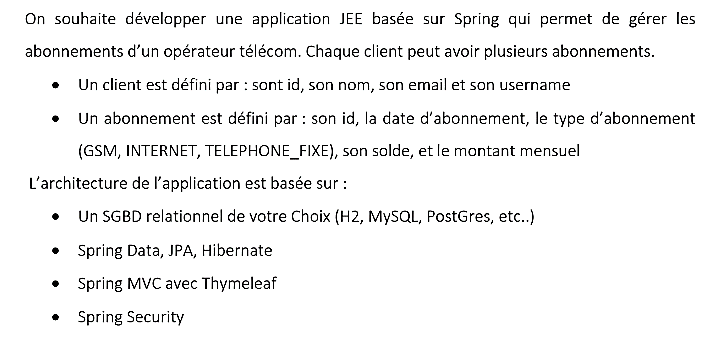 On souhaite développer une application JEE basée sur Spring qui permet de gérer les
abonnements d'un opérateur télécom. Chaque client peut avoir plusieurs abonnements.
• Un client est défini par : sont id, son nom, son email et son username
• Un abonnement est défini par : son id, la date d'abonnement, le type d'abonnement
(GSM, INTERNET, TELEPHONE_FIXE), son solde, et le montant mensuel
L'architecture de l'application est basée sur :
• Un SGBD relationnel de votre Choix (H2, MySQL, PostGres, etc..)
• Spring Data, JPA, Hibernate
• Spring MVC avec Thymeleaf
• Spring Security